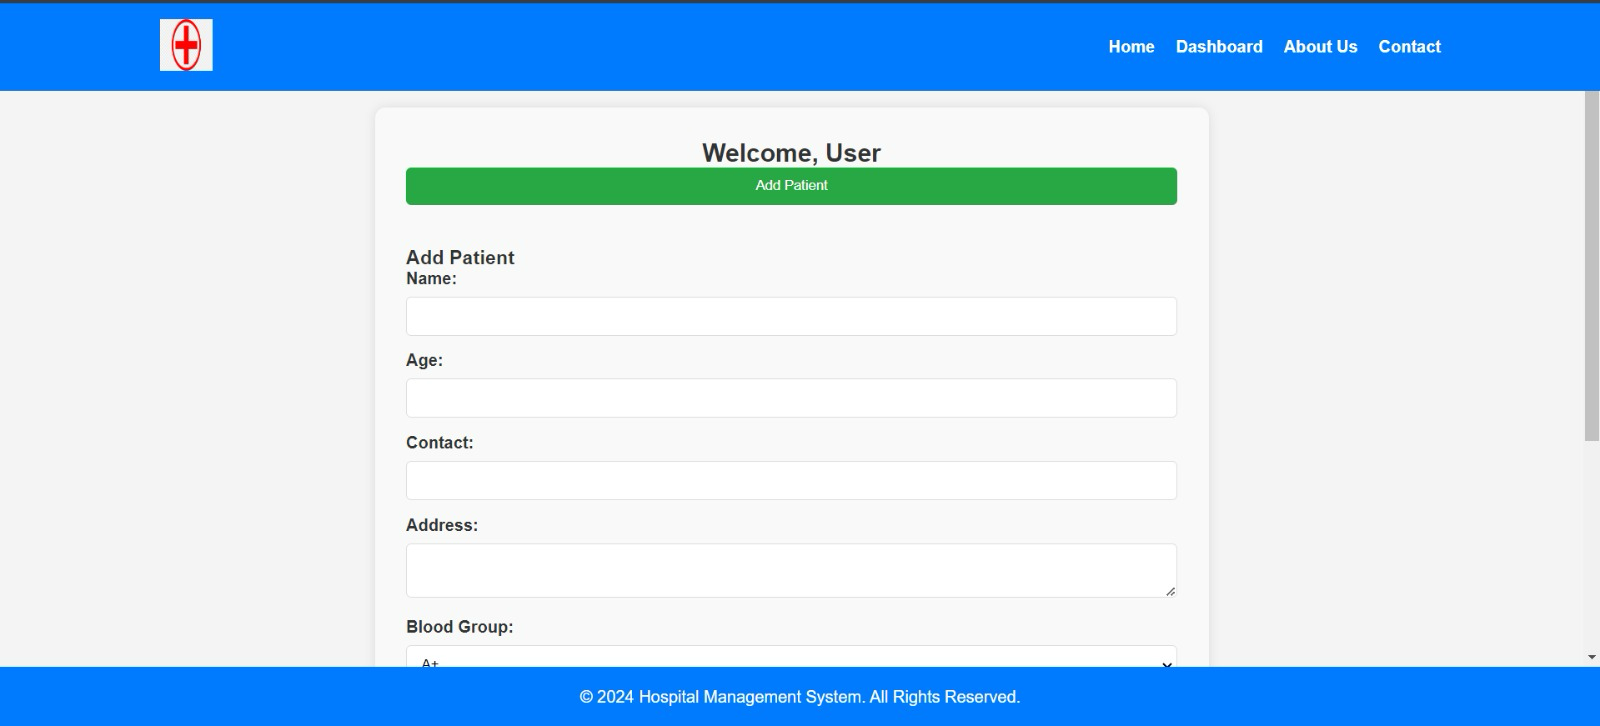 Home Dashboard About Us Contact
Welcome, User
Add Patient
Add Patient
Name:
Age:
Contact:
Address:
Blood Group:
A+
© 2024 Hospital Management System. All Rights Reserved.